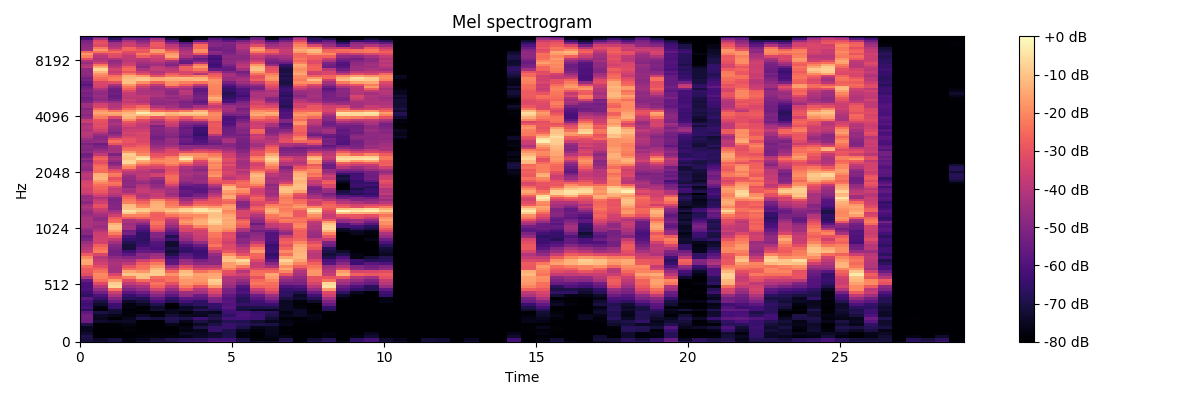 Mel spectrogram
Hz
8192
4096
2048
1024
512
0
0 5 10 15 20 25
Time
+0 dB
-10 dB
-20 dB
-30 dB
-40 dB
-50 dB
-60 dB
-70 dB
-80 dB